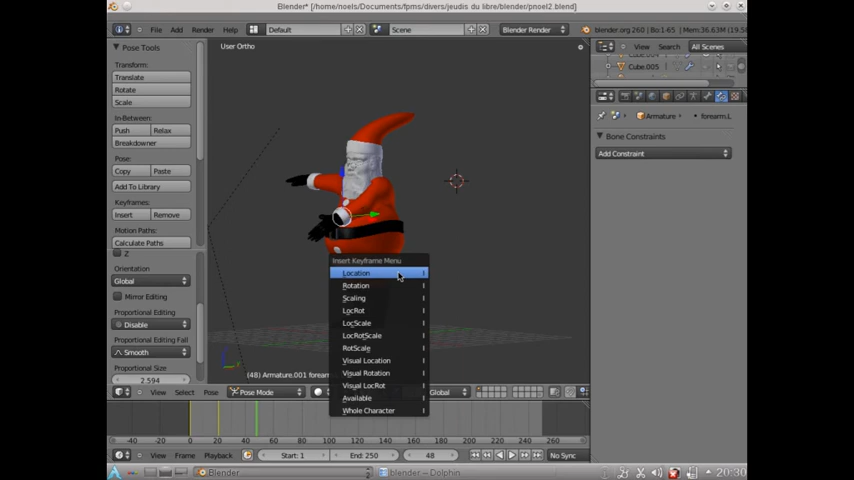 Blender* [/home/noels/Documents/fpms/divers/jeudis du libre/blender/pnoel2.blend]
File Add Render Help Default Scene Blender Render blender.org 260 | Bo:1-65 | Mem:36.63M (19.5
Pose Tools
Transform:
Translate
Rotate
Scale
In-Between:
Push Relax
Breakdowner
Pose:
Copy Paste
Add To Library
Keyframes:
Insert Remove
Motion Paths:
Calculate Paths
Z
Orientation
Global
Mirror Editing
Proportional Editing
Disable
Proportional Editing Fall
Smooth
2.594
User Ortho
Insert Keyframe Menu
Location I
Rotation I
Scaling I
LocRot I
LocScale I
LocRotScale I
RotScale I
Visual Location I
Visual Rotation I
Visual LocRot I
Available I
Whole Character I
(48) Armature.001 forearm
View Select Pose Pose Mode Global
View Search All Scenes
Cube.005
Armature forearm.L
Bone Constraints
Add Constraint
-40 -20 0 20 40 60 80 100 120 140 160 180 200 220 240 260
View Frame Playback Start: 1 End: 250 48 No Sync
Blender blender – Dolphin 20:30